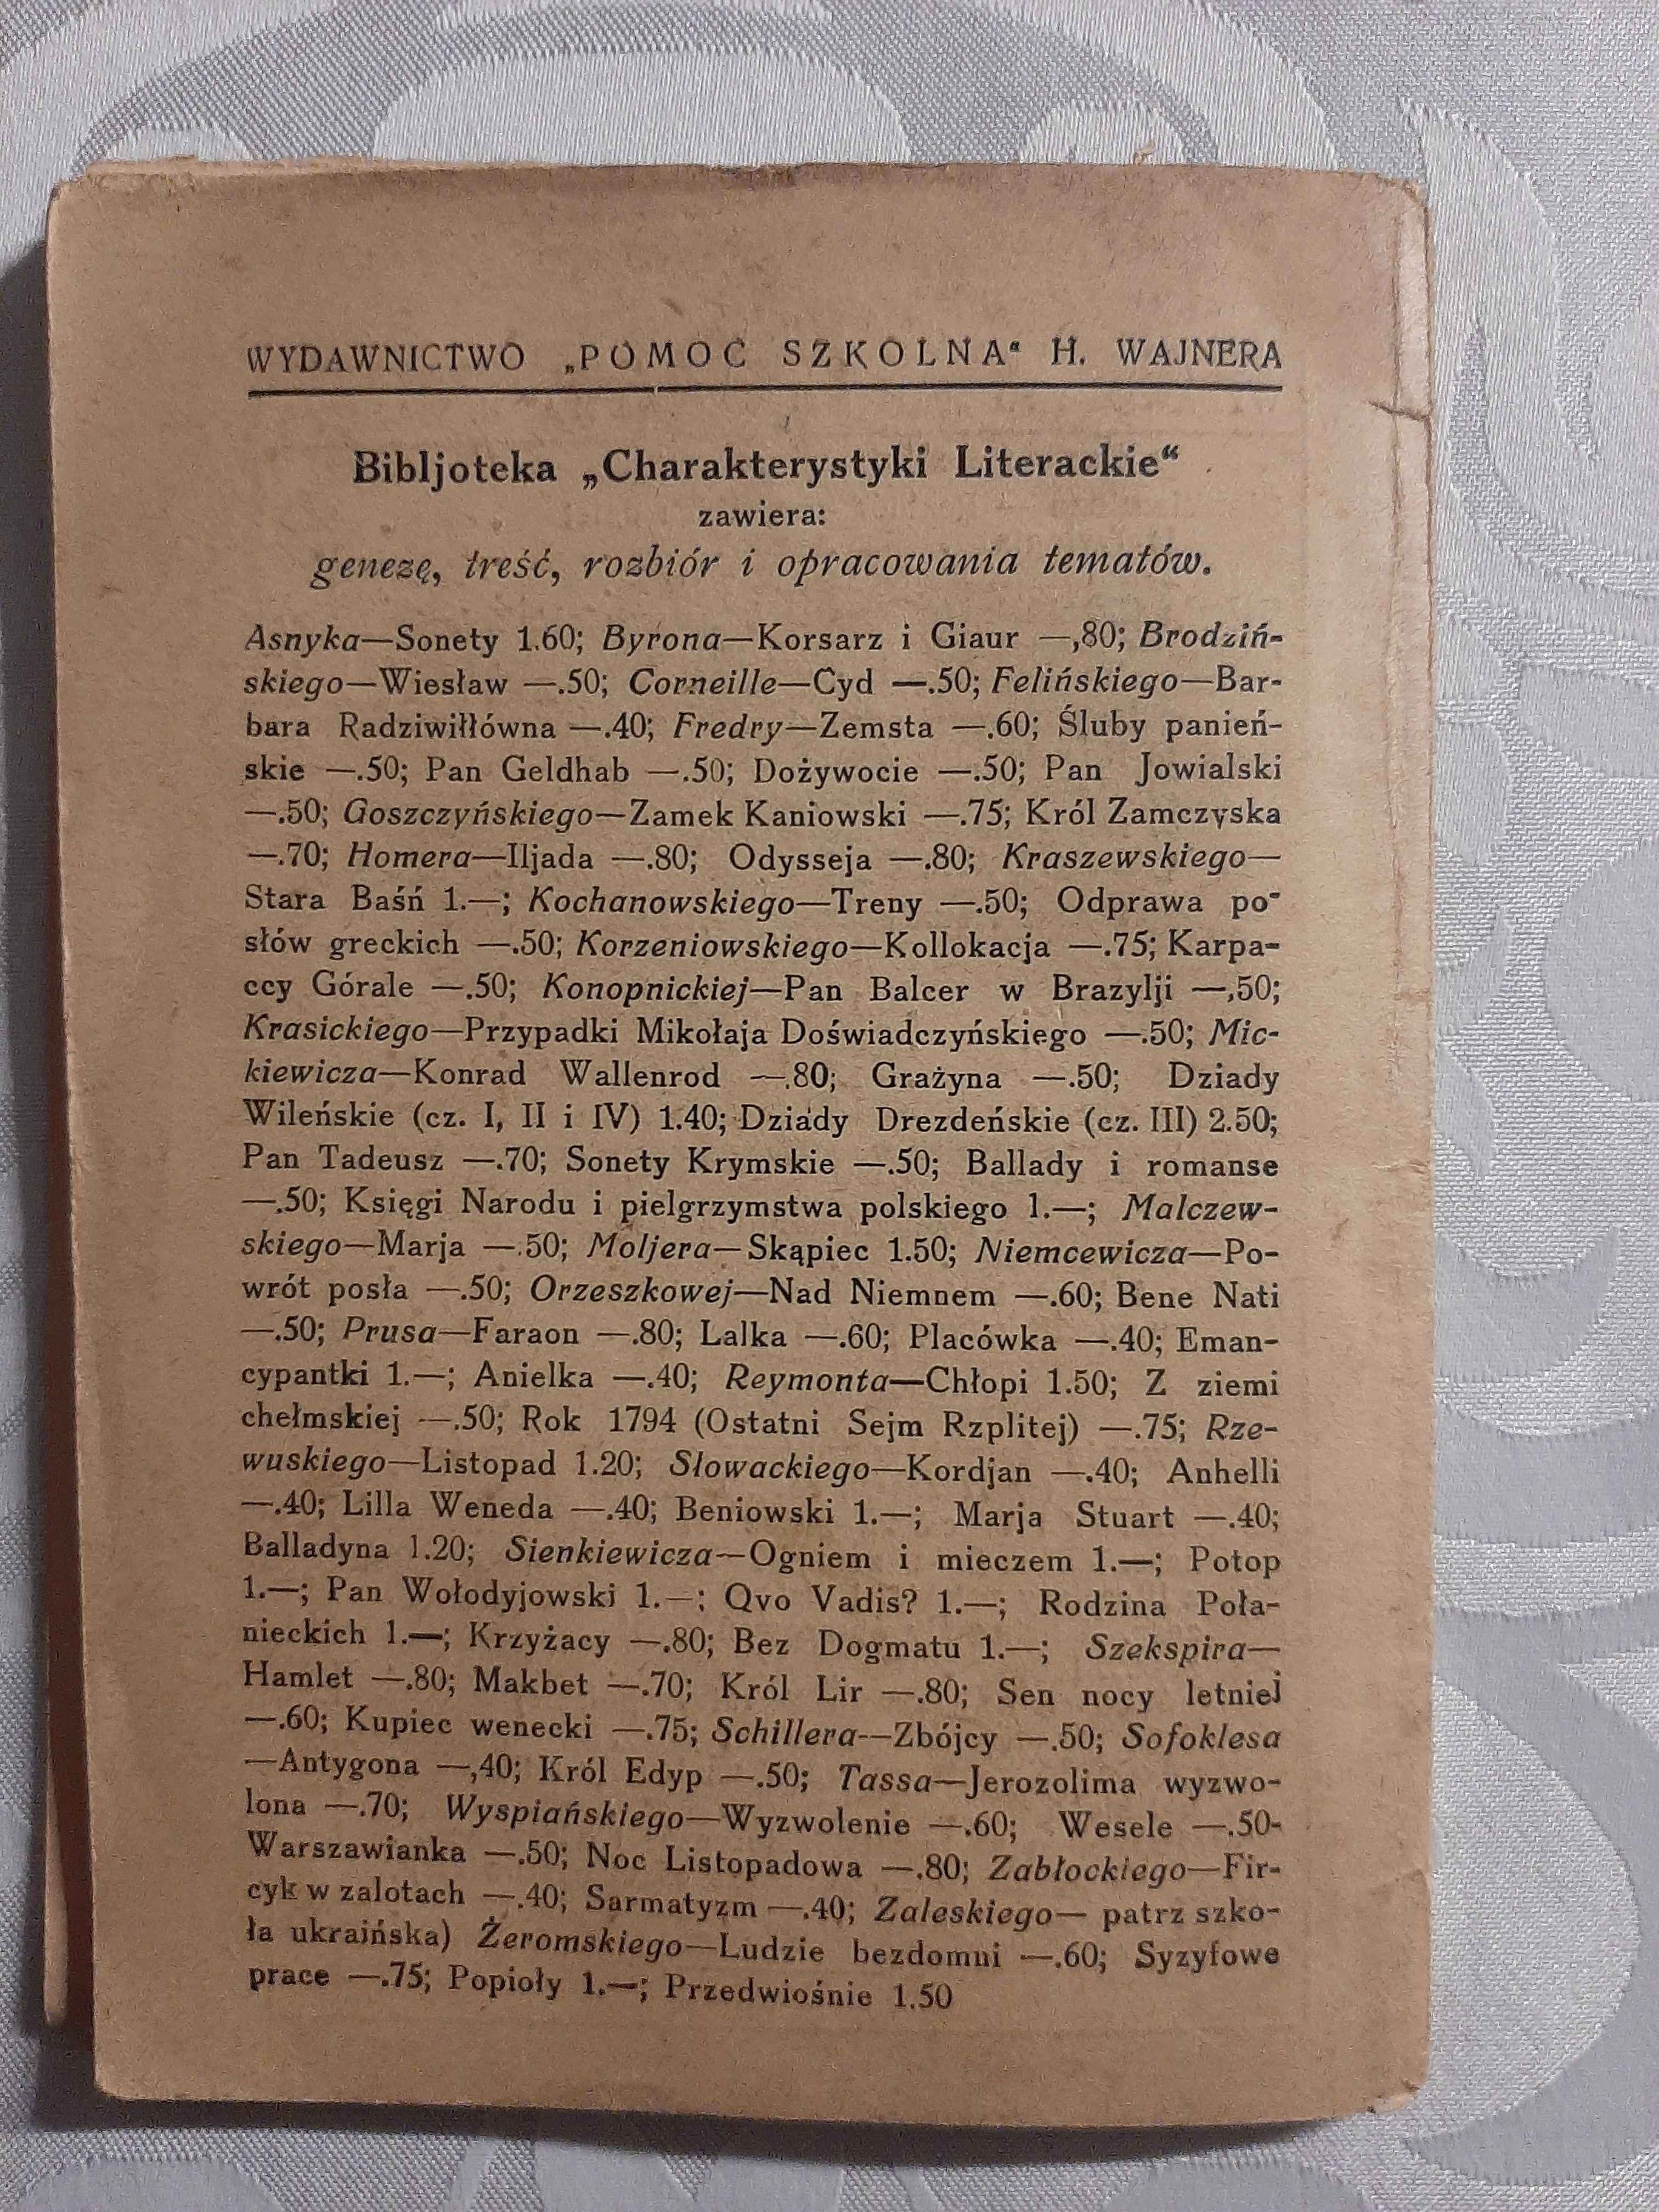 WYDAWNICTWO „POMOC SZKOLNA“ H. WAJNERA
Bibljoteka „Charakterystyki Literackie“
zawiera:
genezę, treść, rozbiór i opracowania tematów.
Asnyka—Sonety 1.60; Byrona—Korsarz i Giaur —,80; Brodziń-
skiego—Wiesław —.50; Corneille—Cyd —.50; Felińskiego—Bar-
bara Radziwiłłówna —.40; Fredry—Zemsta —.60; Śluby panień-
skie —.50; Pan Geldhab —.50; Dożywocie —.50; Pan Jowialski
—.50; Goszczyńskiego—Zamek Kaniowski —.75; Król Zamczyska
—.70; Homera—Iljada —.80; Odysseja —.80; Kraszewskiego—
Stara Baśń 1.—; Kochanowskiego—Treny —.50; Odprawa po-
słów greckich —.50; Korzeniowskiego—Kollokacja —.75; Karpa-
ccy Górale —.50; Konopnickiej—Pan Balcer w Brazylji —,50;
Krasickiego—Przypadki Mikołaja Doświadczyńskiego —.50; Mic-
kiewicza—Konrad Wallenrod —.80; Grażyna —.50; Dziady
Wileńskie (cz. I, II i IV) 1.40; Dziady Drezdeńskie (cz. III) 2.50;
Pan Tadeusz —.70; Sonety Krymskie —.50; Ballady i romanse
—.50; Księgi Narodu i pielgrzymstwa polskiego 1.—; Malczew-
skiego—Marja —.50; Moljera—Skąpiec 1.50; Niemcewicza—Po-
wrót posła —.50; Orzeszkowej—Nad Niemnem —.60; Bene Nati
—.50; Prusa—Faraon —.80; Lalka —.60; Placówka —.40; Eman-
cypantki 1.—; Anielka —.40; Reymonta—Chłopi 1.50; Z ziemi
chełmskiej —.50; Rok 1794 (Ostatni Sejm Rzplitej) —.75; Rze-
wuskiego—Listopad 1.20; Słowackiego—Kordjan —.40; Anhelli
—.40; Lilla Weneda —.40; Beniowski 1.—; Marja Stuart —.40;
Balladyna 1.20; Sienkiewicza—Ogniem i mieczem 1.—; Potop
1.—; Pan Wołodyjowski 1.—; Qvo Vadis? 1.—; Rodzina Poła-
nieckich 1.—; Krzyżacy —.80; Bez Dogmatu 1.—; Szekspira—
Hamlet —.80; Makbet —.70; Król Lir —.80; Sen nocy letniej
—.60; Kupiec wenecki —.75; Schillera—Zbójcy —.50; Sofoklesa
—Antygona —,40; Król Edyp —.50; Tassa—Jerozolima wyzwo-
lona —.70; Wyspiańskiego—Wyzwolenie —.60; Wesele —.50-
Warszawianka —.50; Noc Listopadowa —.80; Zabłockiego—Fir-
cyk w zalotach —.40; Sarmatyzm —.40; Zaleskiego— patrz szko-
ła ukraińska) Żeromskiego—Ludzie bezdomni —.60; Syzyfowe
prace —.75; Popioły 1.—; Przedwiośnie 1.50